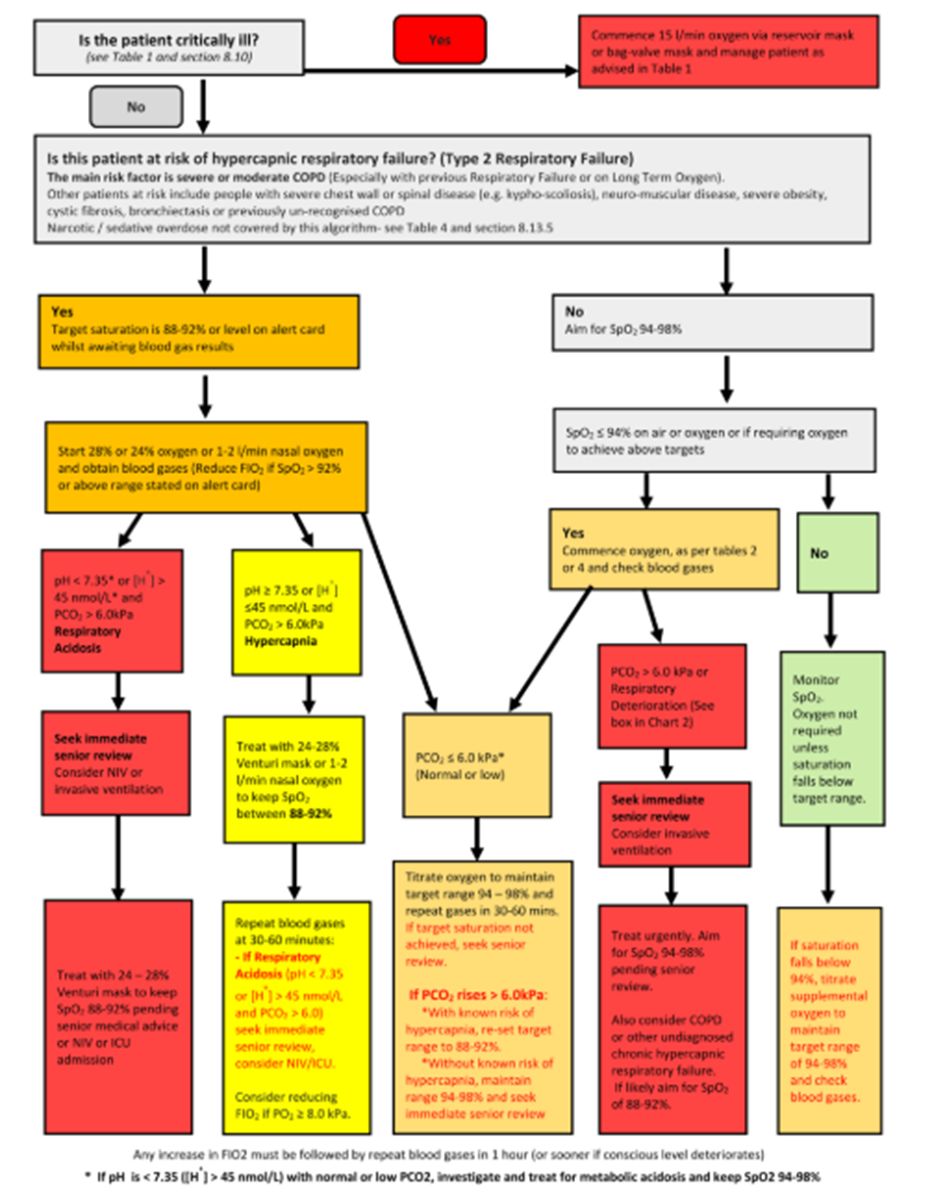 Is the patient critically ill?
(see Table 1 and section 8.10)
Yes
Commence 15 l/min oxygen via reservoir mask
or bag-valve mask and manage patient as
advised in Table 1
No
Is this patient at risk of hypercapnic respiratory failure? (Type 2 Respiratory Failure)
The main risk factor is severe or moderate COPD (Especially with previous Respiratory Failure or on Long Term Oxygen).
Other patients at risk include people with severe chest wall or spinal disease (e.g. kypho-scoliosis), neuro-muscular disease, severe obesity,
cystic fibrosis, bronchiectasis or previously un-recognised COPD
Narcotic / sedative overdose not covered by this algorithm- see Table 4 and section 8.13.5
Yes
Target saturation is 88-92% or level on alert card
whilst awaiting blood gas results
No
Aim for SpO₂ 94-98%
Start 28% or 24% oxygen or 1-2 l/min nasal oxygen
and obtain blood gases (Reduce FIO₂ if SpO₂ > 92%
or above range stated on alert card)
SpO₂ ≤ 94% on air or oxygen or if requiring oxygen
to achieve above targets
Yes
Commence oxygen, as per tables 2
or 4 and check blood gases
No
pH < 7.35* or [H⁺] >
45 nmol/L* and
PCO₂ > 6.0kPa
Respiratory
Acidosis
pH ≥ 7.35 or [H⁺]
≤45 nmol/L and
PCO₂ > 6.0kPa
Hypercapnia
PCO₂ ≤ 6.0 kPa*
(Normal or low)
PCO₂ > 6.0 kPa or
Respiratory
Deterioration (See
box in Chart 2)
Monitor
SpO₂.
Oxygen not
required
unless
saturation
falls below
target range.
Seek immediate
senior review
Consider NIV or
invasive ventilation
Treat with 24-28%
Venturi mask or 1-2
l/min nasal oxygen
to keep SpO₂
between 88-92%
Seek immediate
senior review
Consider invasive
ventilation
Treat with 24 – 28%
Venturi mask to keep
SpO₂ 88-92% pending
senior medical advice
or NIV or ICU
admission
Repeat blood gases
at 30-60 minutes:
- If Respiratory
Acidosis (pH < 7.35
or [H⁺] > 45 nmol/L
and PCO₂ > 6.0)
seek immediate
senior review,
consider NIV/ICU.
Consider reducing
FIO₂ if PO₂ ≥ 8.0 kPa.
Titrate oxygen to maintain
target range 94 – 98% and
repeat gases in 30-60 mins.
If target saturation not
achieved, seek senior
review.
If PCO₂ rises > 6.0kPa:
*With known risk of
hypercapnia, re-set target
range to 88-92%.
*Without known risk of
hypercapnia, maintain
range 94-98% and seek
immediate senior review
Treat urgently. Aim
for SpO₂ 94-98%
pending senior
review.
Also consider COPD
or other undiagnosed
chronic hypercapnic
respiratory failure.
If likely aim for SpO₂
of 88-92%.
If saturation
falls below
94%, titrate
supplemental
oxygen to
maintain
target range
of 94-98%
and check
blood gases.
Any increase in FIO2 must be followed by repeat blood gases in 1 hour (or sooner if conscious level deteriorates)
* If pH is < 7.35 ([H⁺] > 45 nmol/L) with normal or low PCO2, investigate and treat for metabolic acidosis and keep SpO2 94-98%